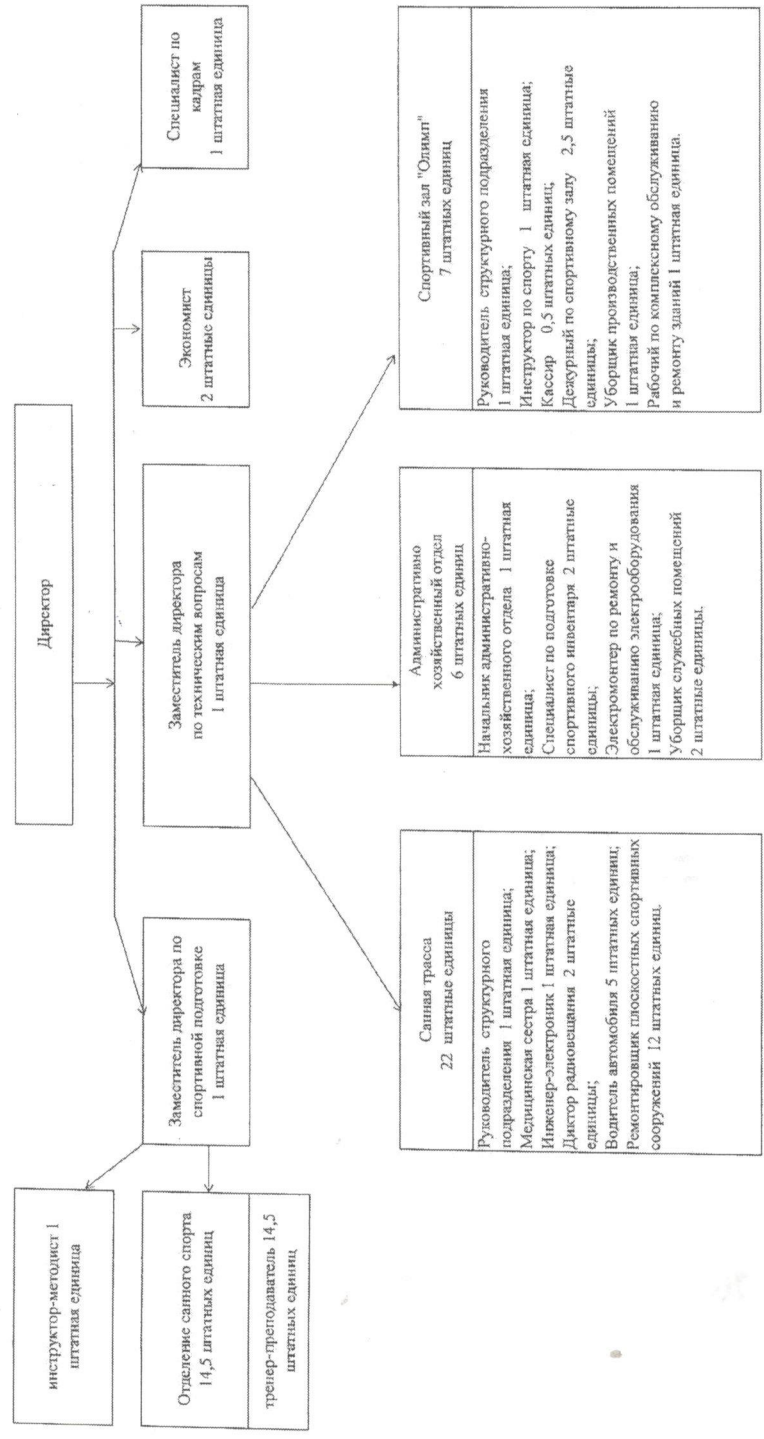 Директор
инструктор-методист 1
штатная единица
Заместитель директора по
спортивной подготовке
1 штатная единица
Заместитель директора
по техническим вопросам
1 штатная единица
Экономист
2 штатные единицы
Специалист по
кадрам
1 штатная единица
Отделение санного спорта
14,5 штатных единиц
тренер-преподаватель 14,5
штатных единиц
Санная трасса
22 штатные единицы
Руководитель структурного
подразделения 1 штатная единица;
Медицинская сестра 1 штатная единица;
Инженер-электроник 1 штатная единица;
Диктор радиовещания 2 штатные
единицы;
Водитель автомобиля 5 штатных единиц;
Ремонтировщик плоскостных спортивных
сооружений 12 штатных единиц.
Административно
хозяйственный отдел
6 штатных единиц
Начальник административно-
хозяйственного отдела 1 штатная
единица;
Специалист по подготовке
спортивного инвентаря 2 штатные
единицы;
Электромонтер по ремонту и
обслуживанию электрооборудования
1 штатная единица;
Уборщик служебных помещений
2 штатные единицы.
Спортивный зал "Олимп"
7 штатных единиц
Руководитель структурного подразделения
1 штатная единица;
Инструктор по спорту 1 штатная единица;
Кассир 0,5 штатных единиц;
Дежурный по спортивному залу 2,5 штатные
единицы;
Уборщик производственных помещений
1 штатная единица;
Рабочий по комплексному обслуживанию
и ремонту зданий 1 штатная единица.